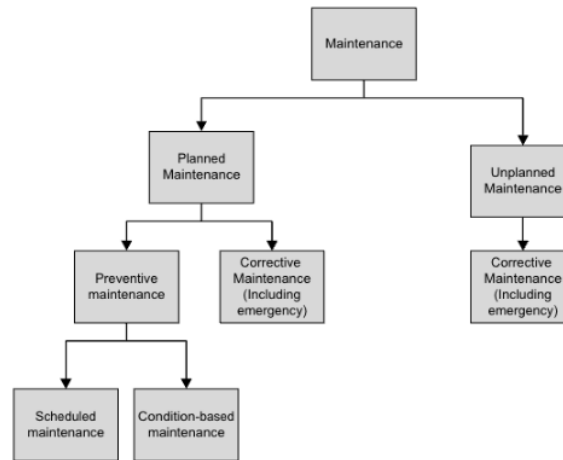 Maintenance
Planned
Maintenance
Unplanned
Maintenance
Preventive
maintenance
Corrective
Maintenance
(Including
emergency)
Corrective
Maintenance
(Including
emergency)
Scheduled
maintenance
Condition-based
maintenance